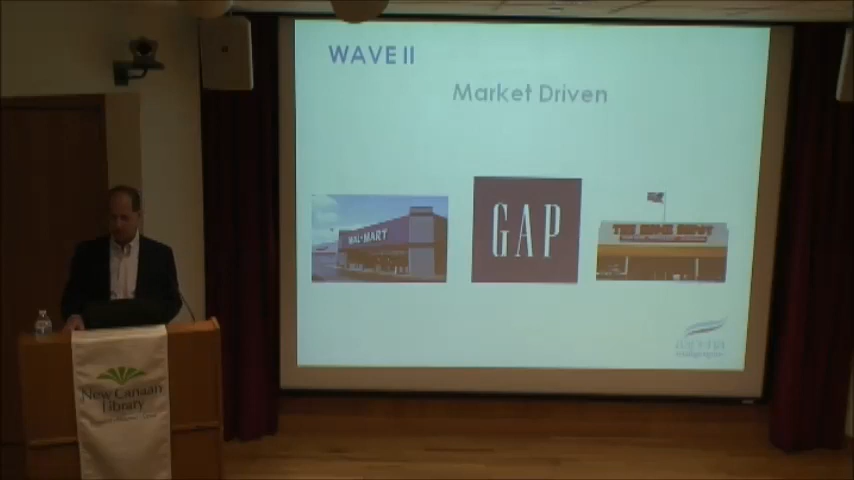 WAVE II
Market Driven
WAL-MART
GAP
THE HOME DEPOT
New Canaan
Library